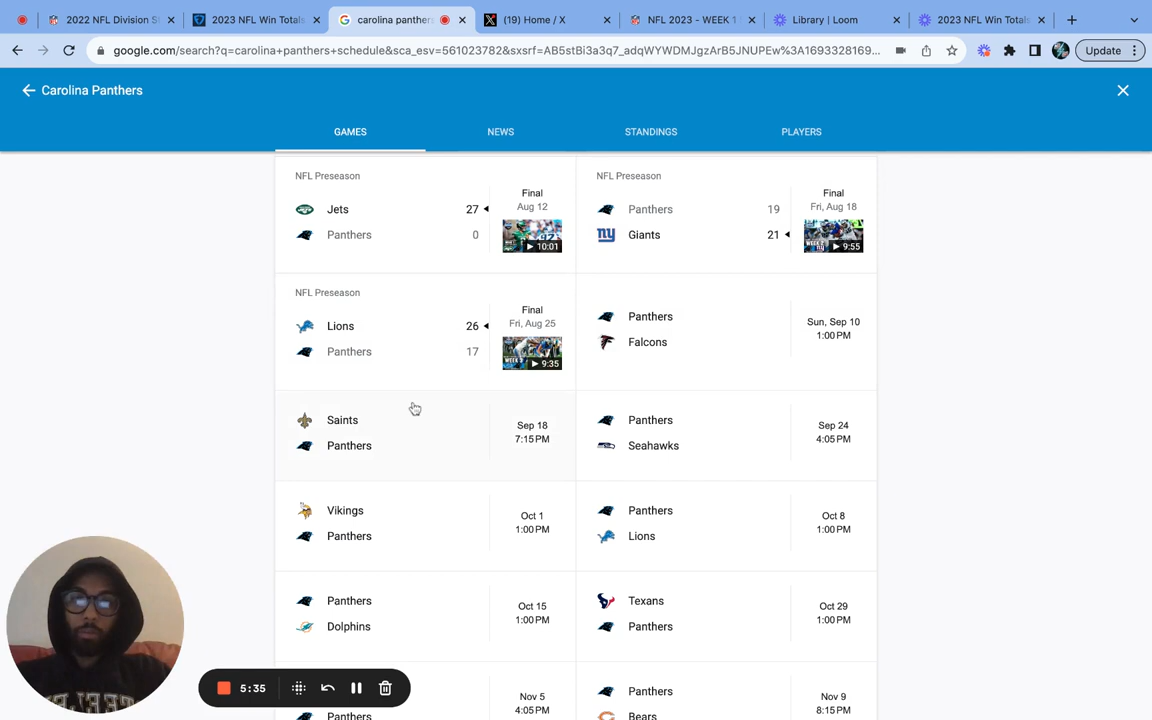 2022 NFL Division S
2023 NFL Win Totals
carolina panthers
(19) Home / X
NFL 2023 - WEEK 1
Library | Loom
2023 NFL Win Totals
google.com/search?q=carolina+panthers+schedule&sca_esv=561023782&sxsrf=AB5stBi3a3q7_adqWYWDMJgzArB5JNUPEw%3A1693328169...
Update
Carolina Panthers
GAMES
NEWS
STANDINGS
PLAYERS
NFL Preseason
Jets 27
Panthers 0
Final
Aug 12
10:01
NFL Preseason
Panthers 19
Giants 21
Final
Fri, Aug 18
9:55
NFL Preseason
Lions 26
Panthers 17
Final
Fri, Aug 25
9:35
Panthers
Falcons
Sun, Sep 10
1:00 PM
Saints
Panthers
Sep 18
7:15 PM
Panthers
Seahawks
Sep 24
4:05 PM
Vikings
Panthers
Oct 1
1:00 PM
Panthers
Lions
Oct 8
1:00 PM
Panthers
Dolphins
Oct 15
1:00 PM
Texans
Panthers
Oct 29
1:00 PM
Panthers
Nov 5
4:05 PM
Panthers
Bears
Nov 9
8:15 PM
5:35